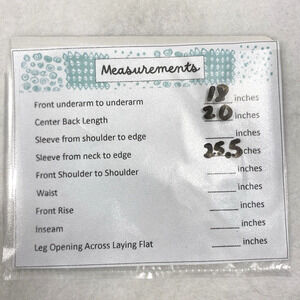 Measurements
Front underarm to underarm 18 inches
Center Back Length 20 inches
Sleeve from shoulder to edge ______ inches
Sleeve from neck to edge 25.5 inches
Front Shoulder to Shoulder ______ inches
Waist ______ inches
Front Rise ______ inches
Inseam ______ inches
Leg Opening Across Laying Flat ______ inches